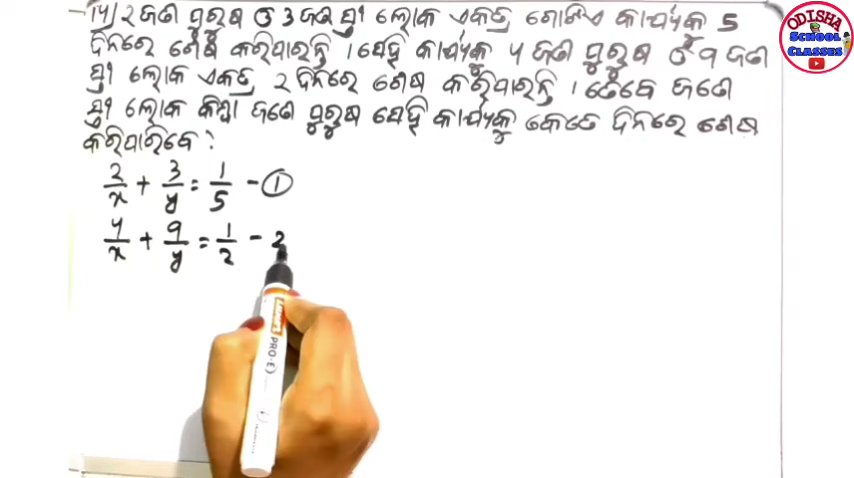 14) 2 ଜଣ ପୁରୁଷ ଓ 3 ଜଣ ସ୍ତ୍ରୀ ଲୋକ ଏକତ୍ର ଗୋଟିଏ କାର୍ଯ୍ୟକୁ 5
ଦିନରେ ଶେଷ କରିପାରନ୍ତି । ସେହି କାର୍ଯ୍ୟକୁ 4 ଜଣ ପୁରୁଷ ଓ 9 ଜଣ
ସ୍ତ୍ରୀ ଲୋକ ଏକତ୍ର 2 ଦିନରେ ଶେଷ କରିପାରନ୍ତି । ତେବେ ଜଣେ
ସ୍ତ୍ରୀ ଲୋକ କିମ୍ବା ଜଣେ ପୁରୁଷ ସେହି କାର୍ଯ୍ୟକୁ କେତେ ଦିନରେ ଶେଷ
କରିପାରିବେ ?
2/x + 3/y = 1/5 - ①
4/x + 9/y = 1/2 - 2
ODISHA
SCHOOL
CLASSES
PRO-E)